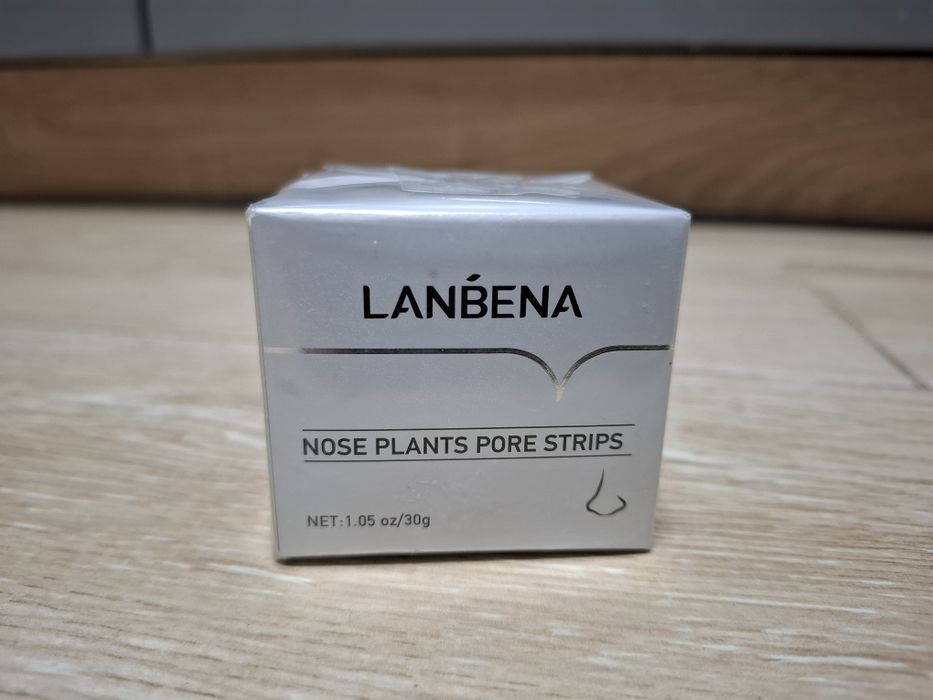 LANBENA
NOSE PLANTS PORE STRIPS
NET:1.05 oz/30g